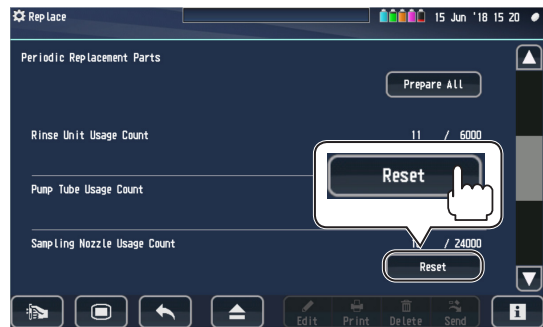 Replace 15 Jun '18 15 20
Periodic Replacement Parts
Prepare All
Rinse Unit Usage Count 11 / 6000
Reset
Pump Tube Usage Count
Sampling Nozzle Usage Count / 24000
Reset
Edit Print Delete Send